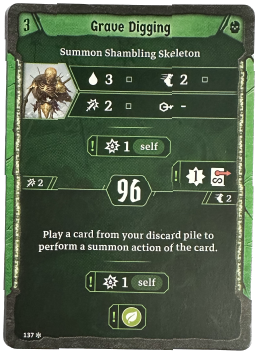 3 Grave Digging
Summon Shambling Skeleton
3 2
2 -
! 1 self
! 1
2 96 2
Play a card from your discard pile to
perform a summon action of the card.
! 1 self
!
137